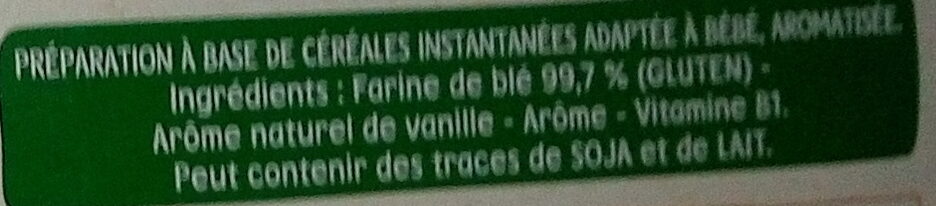 PRÉPARATION À BASE DE CÉRÉALES INSTANTANÉES ADAPTÉE À BÉBÉ, AROMATISÉE.
Ingrédients : Farine de blé 99,7 % (GLUTEN) -
Arôme naturel de vanille - Arôme - Vitamine B1.
Peut contenir des traces de SOJA et de LAIT.